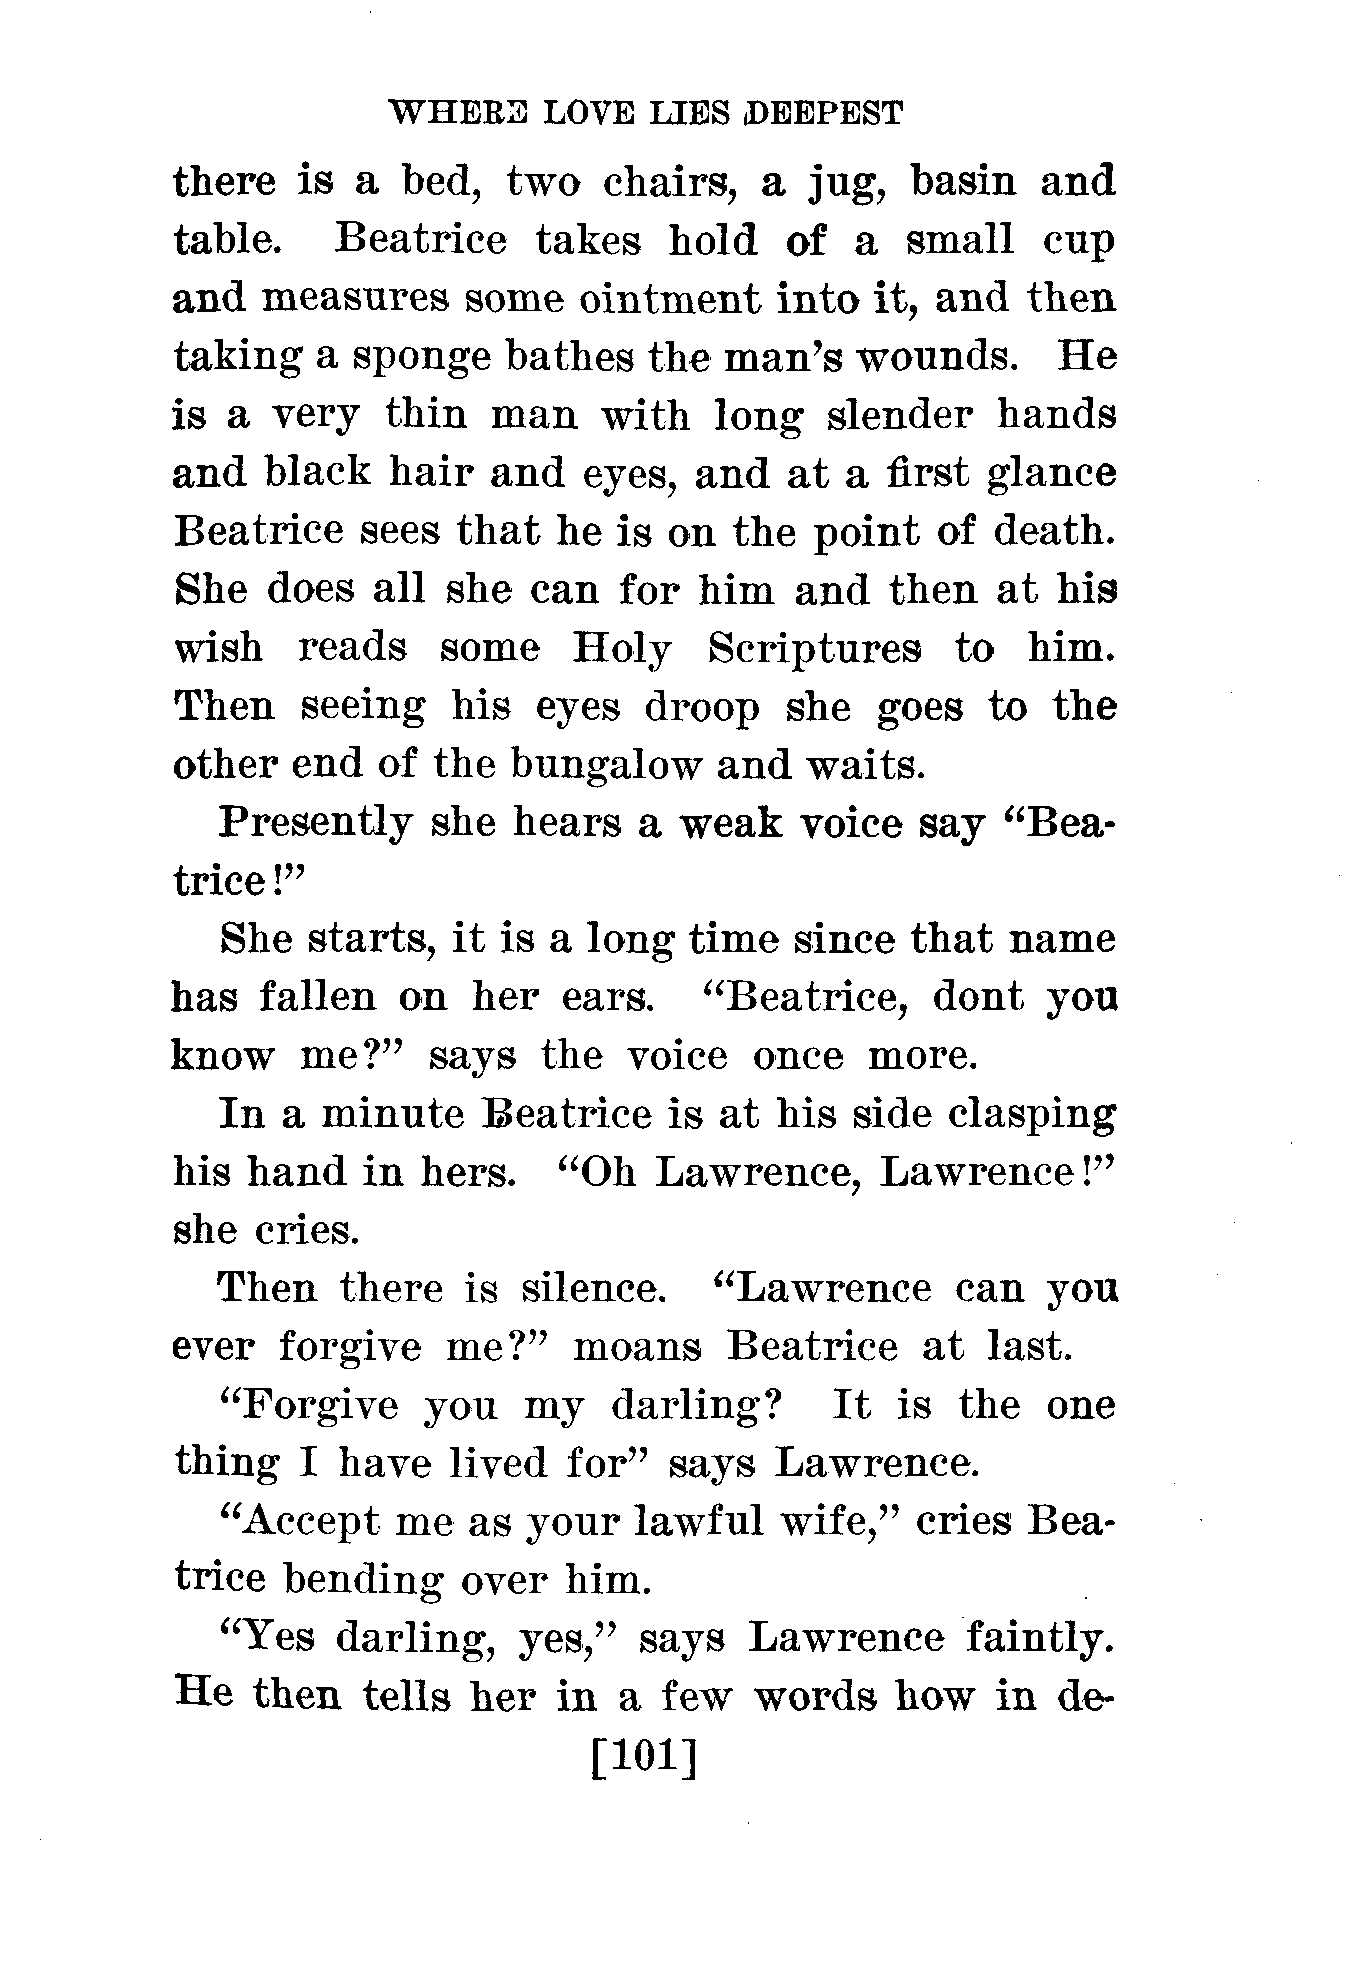 WHERE LOVE LIES DEEPEST
there is a bed, two chairs, a jug, basin and
table. Beatrice takes hold of a small cup
and measures some ointment into it, and then
taking a sponge bathes the man's wounds. He
is a very thin man with long slender hands
and black hair and eyes, and at a first glance
Beatrice sees that he is on the point of death.
She does all she can for him and then at his
wish reads some Holy Scriptures to him.
Then seeing his eyes droop she goes to the
other end of the bungalow and waits.
Presently she hears a weak voice say "Bea-
trice!"
She starts, it is a long time since that name
has fallen on her ears. "Beatrice, dont you
know me?" says the voice once more.
In a minute Beatrice is at his side clasping
his hand in hers. "Oh Lawrence, Lawrence!"
she cries.
Then there is silence. "Lawrence can you
ever forgive me?" moans Beatrice at last.
"Forgive you my darling? It is the one
thing I have lived for" says Lawrence.
"Accept me as your lawful wife," cries Bea-
trice bending over him.
"Yes darling, yes," says Lawrence faintly.
He then tells her in a few words how in de-
[101]